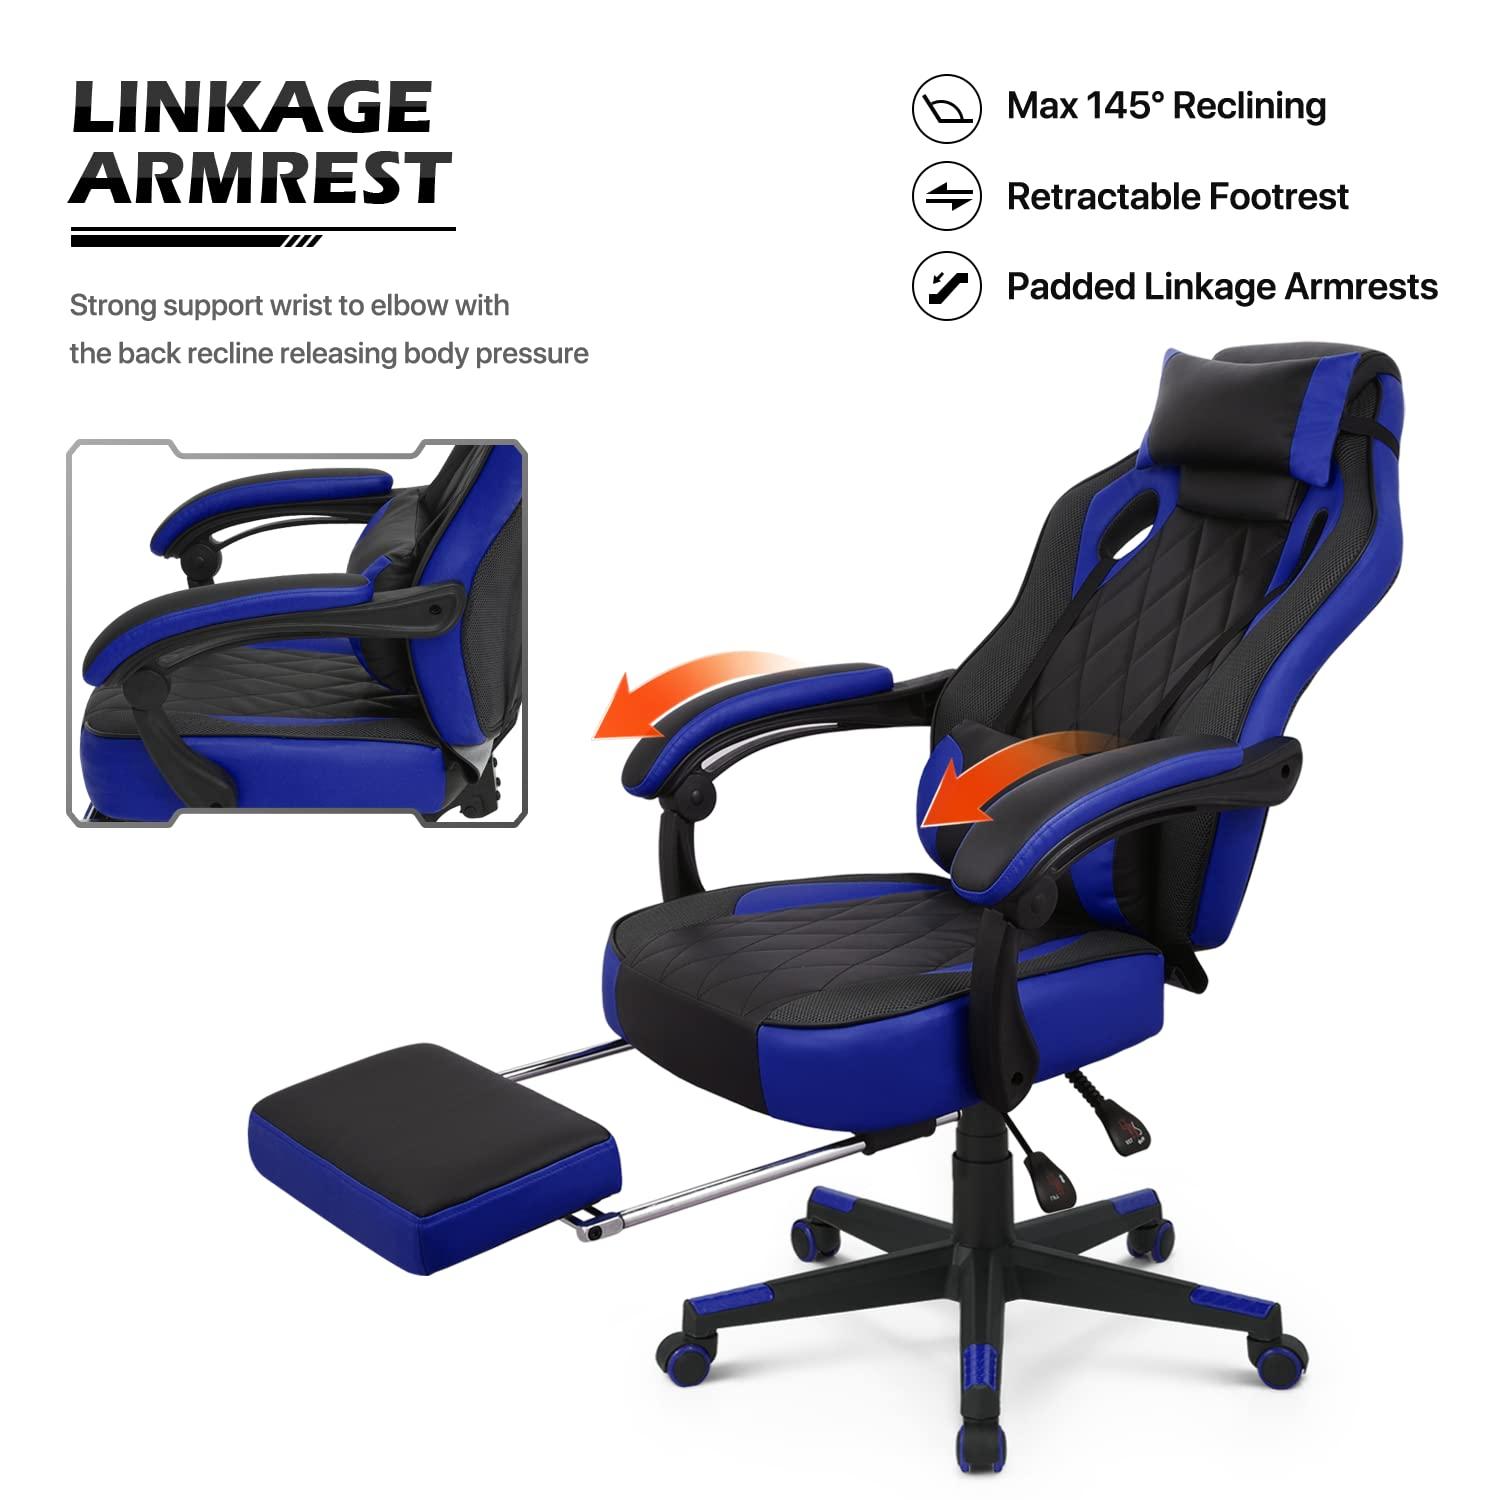 LINKAGE
ARMREST
Strong support wrist to elbow with
the back recline releasing body pressure
Max 145° Reclining
Retractable Footrest
Padded Linkage Armrests